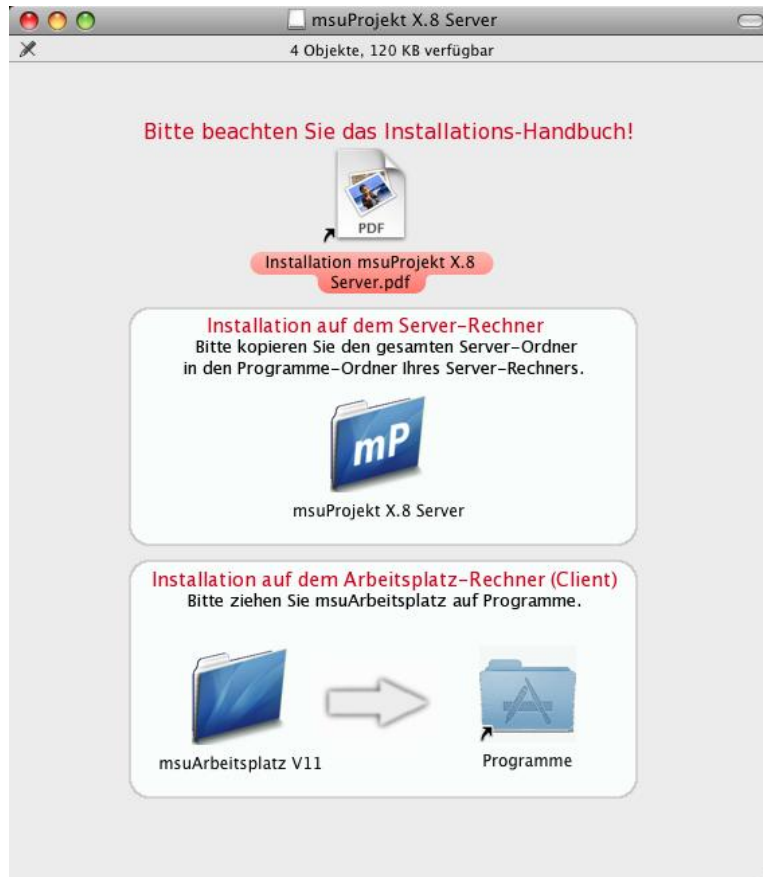 msuProjekt X.8 Server
4 Objekte, 120 KB verfügbar
Bitte beachten Sie das Installations-Handbuch!
PDF
Installation msuProjekt X.8
Server.pdf
Installation auf dem Server-Rechner
Bitte kopieren Sie den gesamten Server-Ordner
in den Programme-Ordner Ihres Server-Rechners.
mP
msuProjekt X.8 Server
Installation auf dem Arbeitsplatz-Rechner (Client)
Bitte ziehen Sie msuArbeitsplatz auf Programme.
msuArbeitsplatz V11
Programme